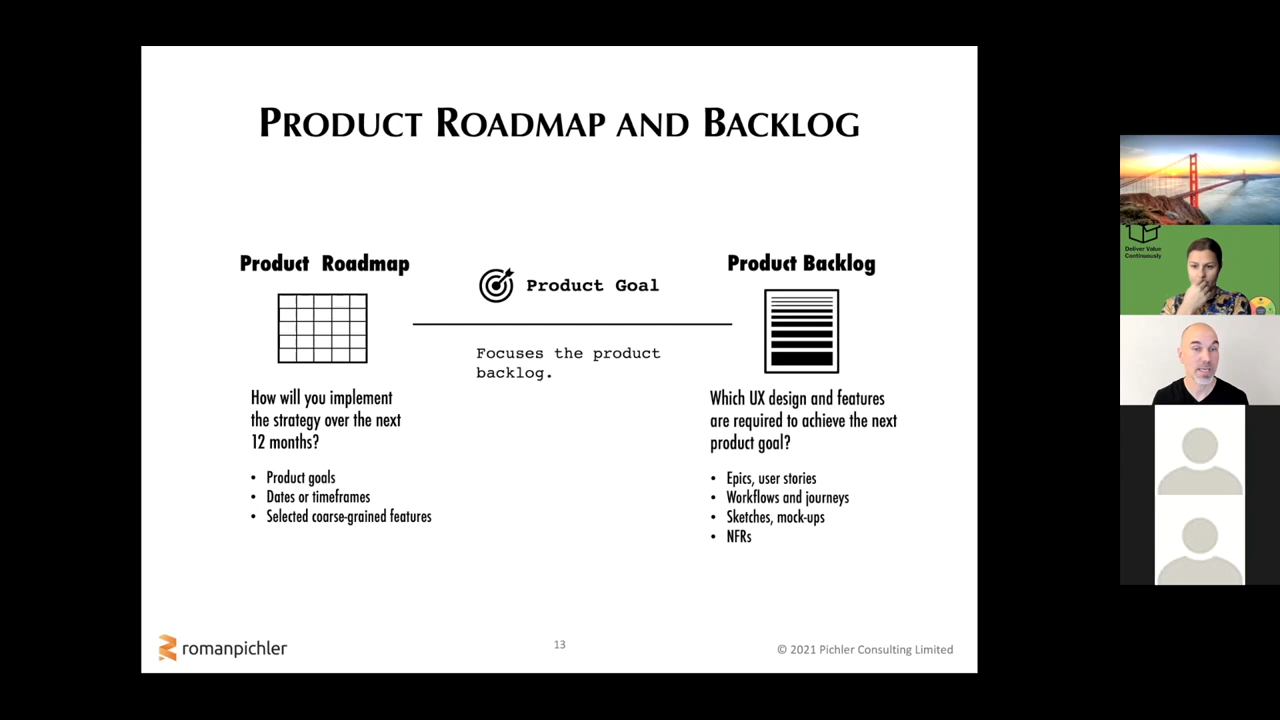 PRODUCT ROADMAP AND BACKLOG
Product Roadmap
Product Goal
Product Backlog
Focuses the product
backlog.
How will you implement
the strategy over the next
12 months?
• Product goals
• Dates or timeframes
• Selected coarse-grained features
Which UX design and features
are required to achieve the next
product goal?
• Epics, user stories
• Workflows and journeys
• Sketches, mock-ups
• NFRs
romanpichler
13
© 2021 Pichler Consulting Limited
Deliver Value
Continuously